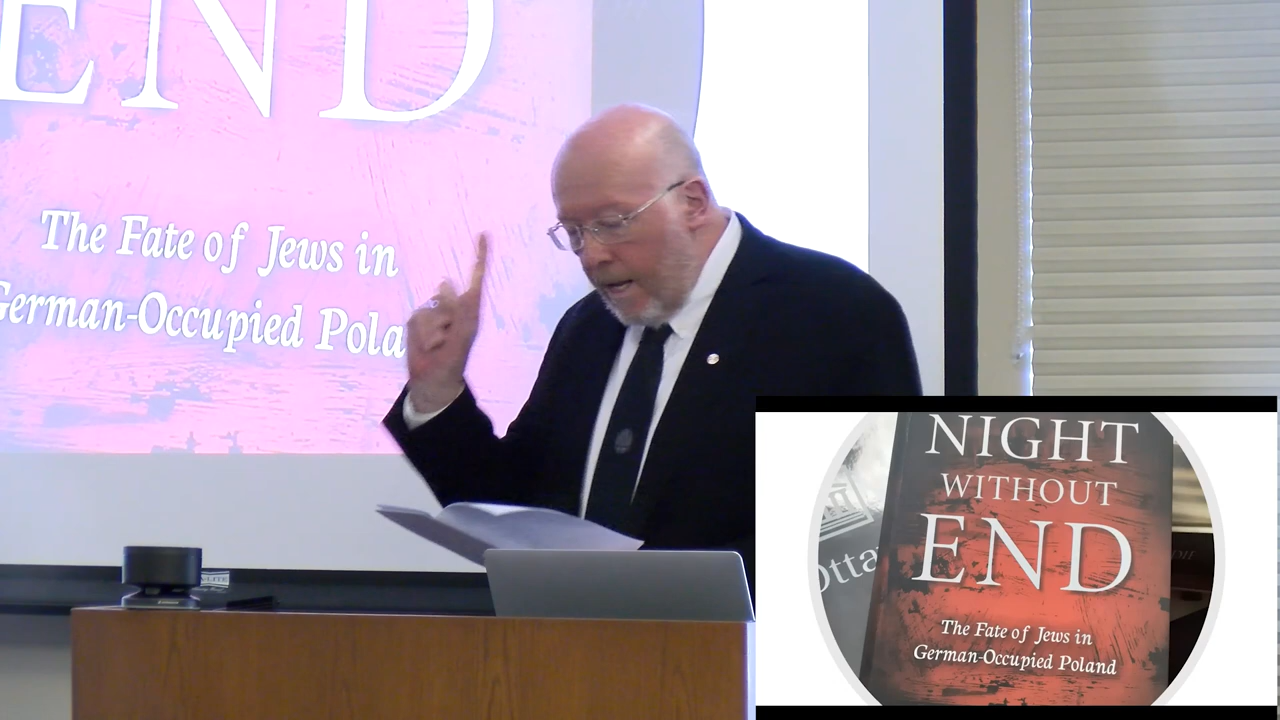 END
The Fate of Jews in
German-Occupied Pola
NIGHT
WITHOUT
END
The Fate of Jews in
German-Occupied Poland
Otta